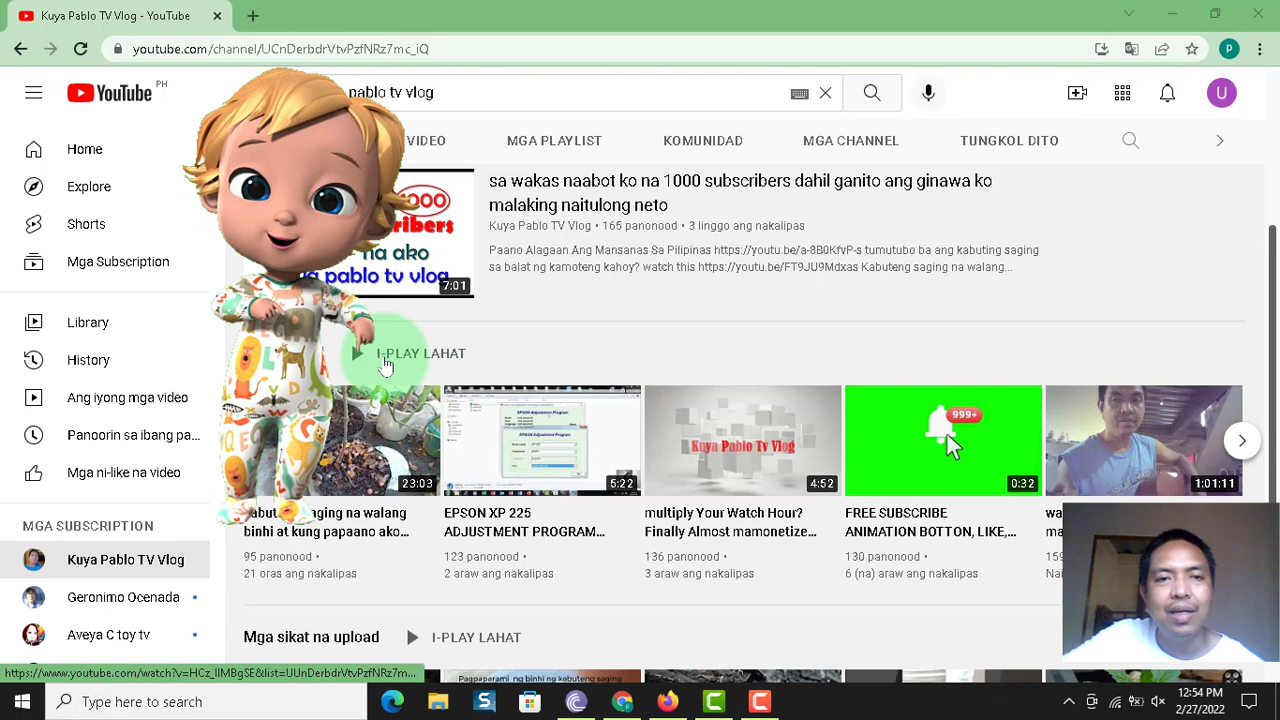 Kuya Pablo TV Vlog - YouTube
youtube.com/channel/UCnDerbdrVtvPzfNRz7mc_iQ
YouTube PH
pablo tv vlog
U
Home
Explore
Shorts
Mga Subscription
Library
History
Ang iyong mga video
Panoorin sa ibang pa...
Mga ni-like na video
MGA SUBSCRIPTION
Kuya Pablo TV Vlog
Geronimo Ocenada
Aveya C toy tv
VIDEO MGA PLAYLIST KOMUNIDAD MGA CHANNEL TUNGKOL DITO
1000
na ako
pablo tv vlog
7:01
sa wakas naabot ko na 1000 subscribers dahil ganito ang ginawa ko
malaking naitulong neto
Kuya Pablo TV Vlog • 165 panonood • 3 linggo ang nakalipas
Paano Alagaan Ang Mansanas Sa Pilipinas https://youtu.be/a-8B0KfvP-s tumutubo ba ang kabuting saging
sa balat ng kamoteng kahoy? watch this https://youtu.be/FT9JU9Mdxas Kabuteng saging na walang...
I-PLAY LAHAT
23:03
5:22
Kuya Pablo Tv Vlog
4:52
999+
0:32
1:01:11
saging na walang
binhi at kung papaano ako...
95 panonood •
21 oras ang nakalipas
EPSON XP 225
ADJUSTMENT PROGRAM...
123 panonood •
2 araw ang nakalipas
multiply Your Watch Hour?
Finally Almost mamonetize...
136 panonood •
3 araw ang nakalipas
FREE SUBSCRIBE
ANIMATION BOTTON, LIKE,...
130 panonood •
6 (na) araw ang nakalipas
Mga sikat na upload I-PLAY LAHAT
https://www.youtube.com/watch?v=HCz_IIMBgSE&list=UUnDerbdrVtvPzfNRz7m...
Type here to search
12:54 PM
2/27/2022